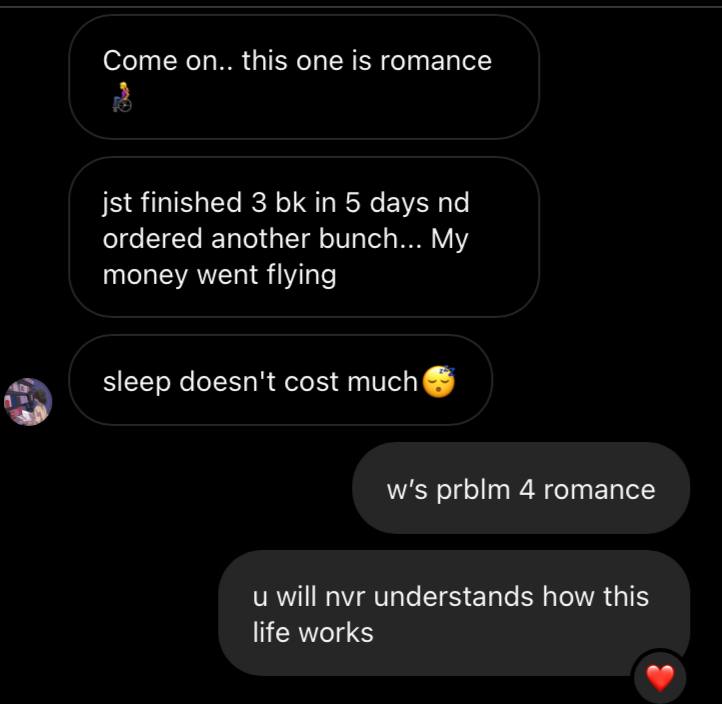 Come on.. this one is romance
👩‍🦽
jst finished 3 bk in 5 days nd
ordered another bunch... My
money went flying
sleep doesn't cost much😴
w's prblm 4 romance
u will nvr understands how this
life works
❤️